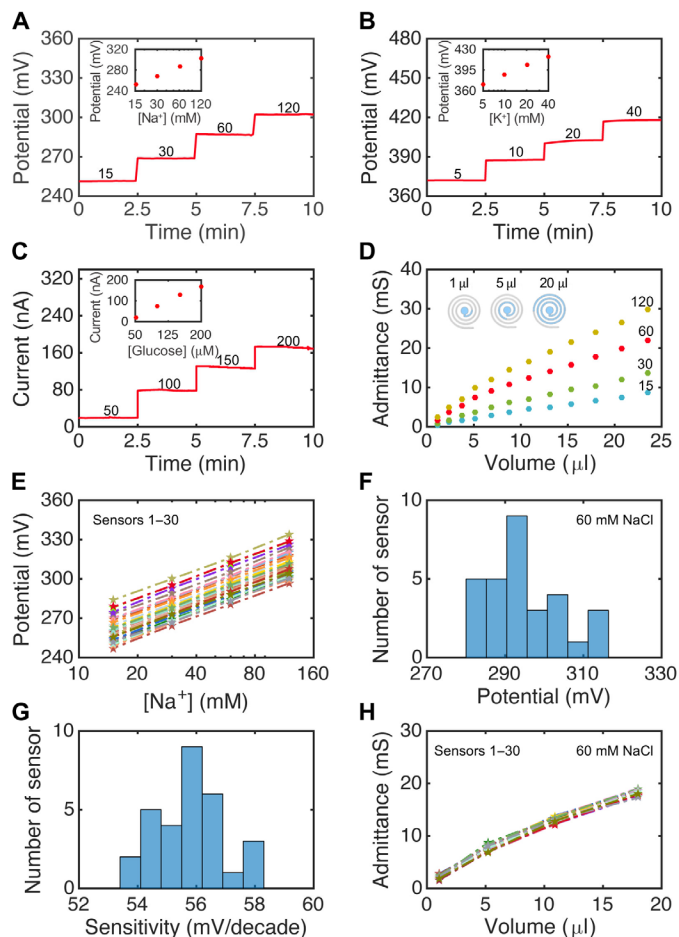 A
360
330
300
270
240
Potential (mV)
320
280
240
Potential (mV)
15 30 60 120
[Na⁺] (mM)
15
30
60
120
0 2.5 5 7.5 10
Time (min)
B
480
450
420
390
360
Potential (mV)
430
395
360
Potential (mV)
5 10 20 40
[K⁺] (mM)
5
10
20
40
0 2.5 5 7.5 10
Time (min)
C
320
240
160
80
0
Current (nA)
200
100
0
Current (nA)
50 100 150 200
[Glucose] (μM)
50
100
150
200
0 2.5 5 7.5 10
Time (min)
D
40
30
20
10
0
Admittance (mS)
1 μl 5 μl 20 μl
120
60
30
15
0 5 10 15 20 25
Volume (μl)
E
360
330
300
270
240
Potential (mV)
Sensors 1–30
10 20 40 80 160
[Na⁺] (mM)
F
10
5
0
Number of sensor
60 mM NaCl
270 290 310 330
Potential (mV)
G
10
5
0
Number of sensor
52 54 56 58 60
Sensitivity (mV/decade)
H
30
20
10
0
Admittance (mS)
Sensors 1–30 60 mM NaCl
0 5 10 15 20
Volume (μl)